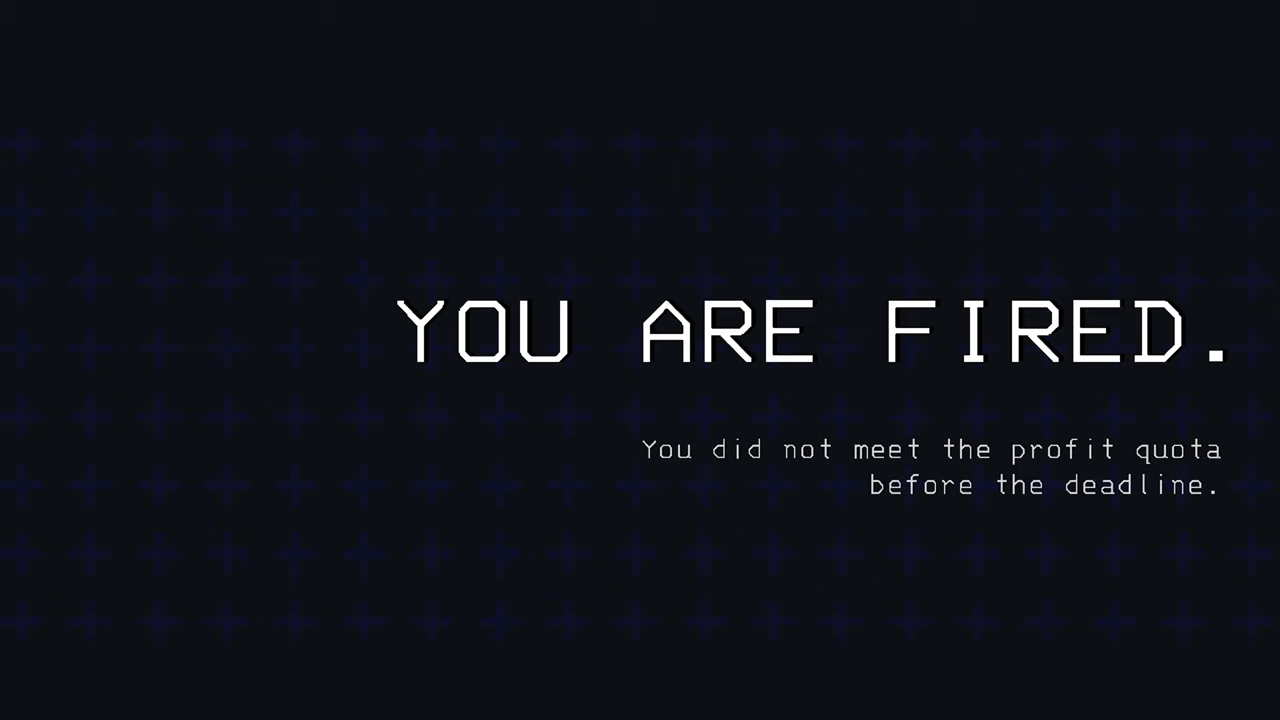 YOU ARE FIRED.
You did not meet the profit quota
before the deadline.